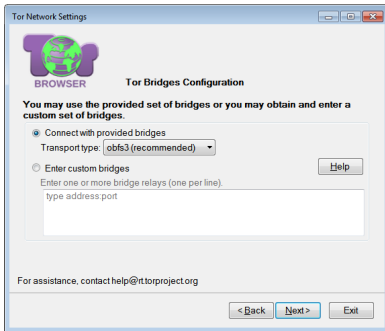 Tor Network Settings
Tor
BROWSER
Tor Bridges Configuration
You may use the provided set of bridges or you may obtain and enter a
custom set of bridges.
Connect with provided bridges
Transport type: obfs3 (recommended)
Enter custom bridges
Help
Enter one or more bridge relays (one per line).
type address:port
For assistance, contact help@rt.torproject.org
< Back
Next >
Exit